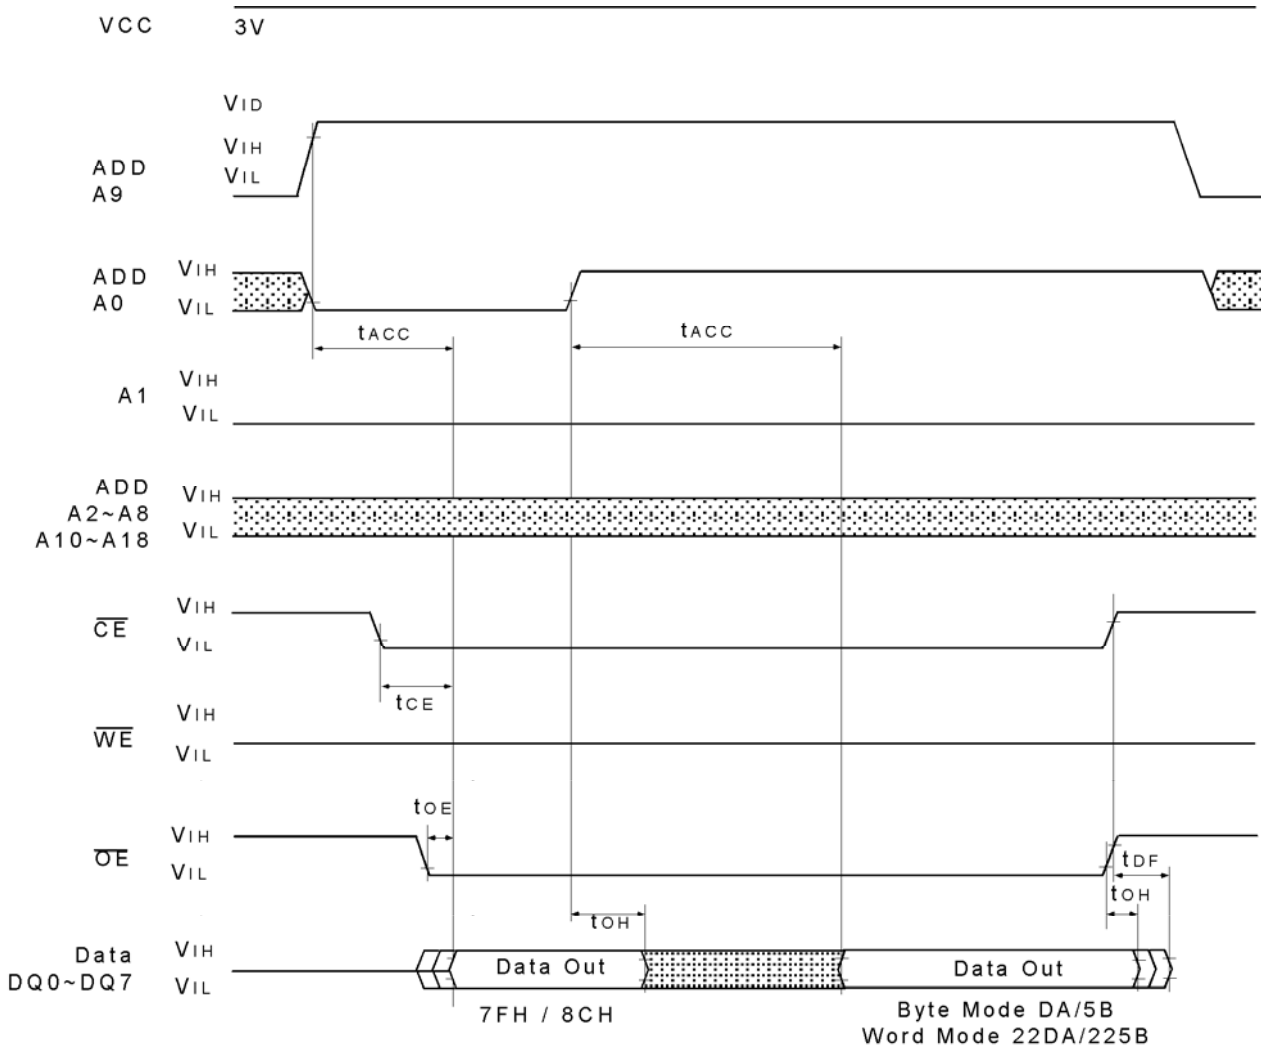 VCC 3V
VID
VIH
VIL
ADD
A9
ADD
A0
VIH
VIL
tACC tACC
A1
VIH
VIL
ADD
A2~A8
A10~A18
VIH
VIL
CE
VIH
VIL
tCE
WE
VIH
VIL
tOE
OE
VIH
VIL
tDF
tOH
tOH
Data
DQ0~DQ7
VIH
VIL
Data Out Data Out
7FH / 8CH
Byte Mode DA/5B
Word Mode 22DA/225B